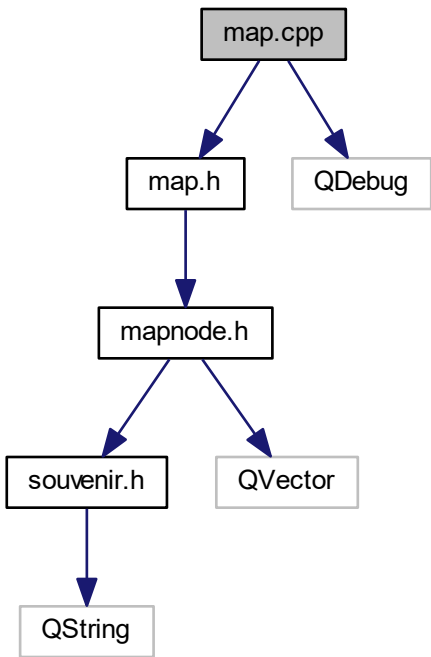 map.cpp
map.h
QDebug
mapnode.h
souvenir.h
QVector
QString